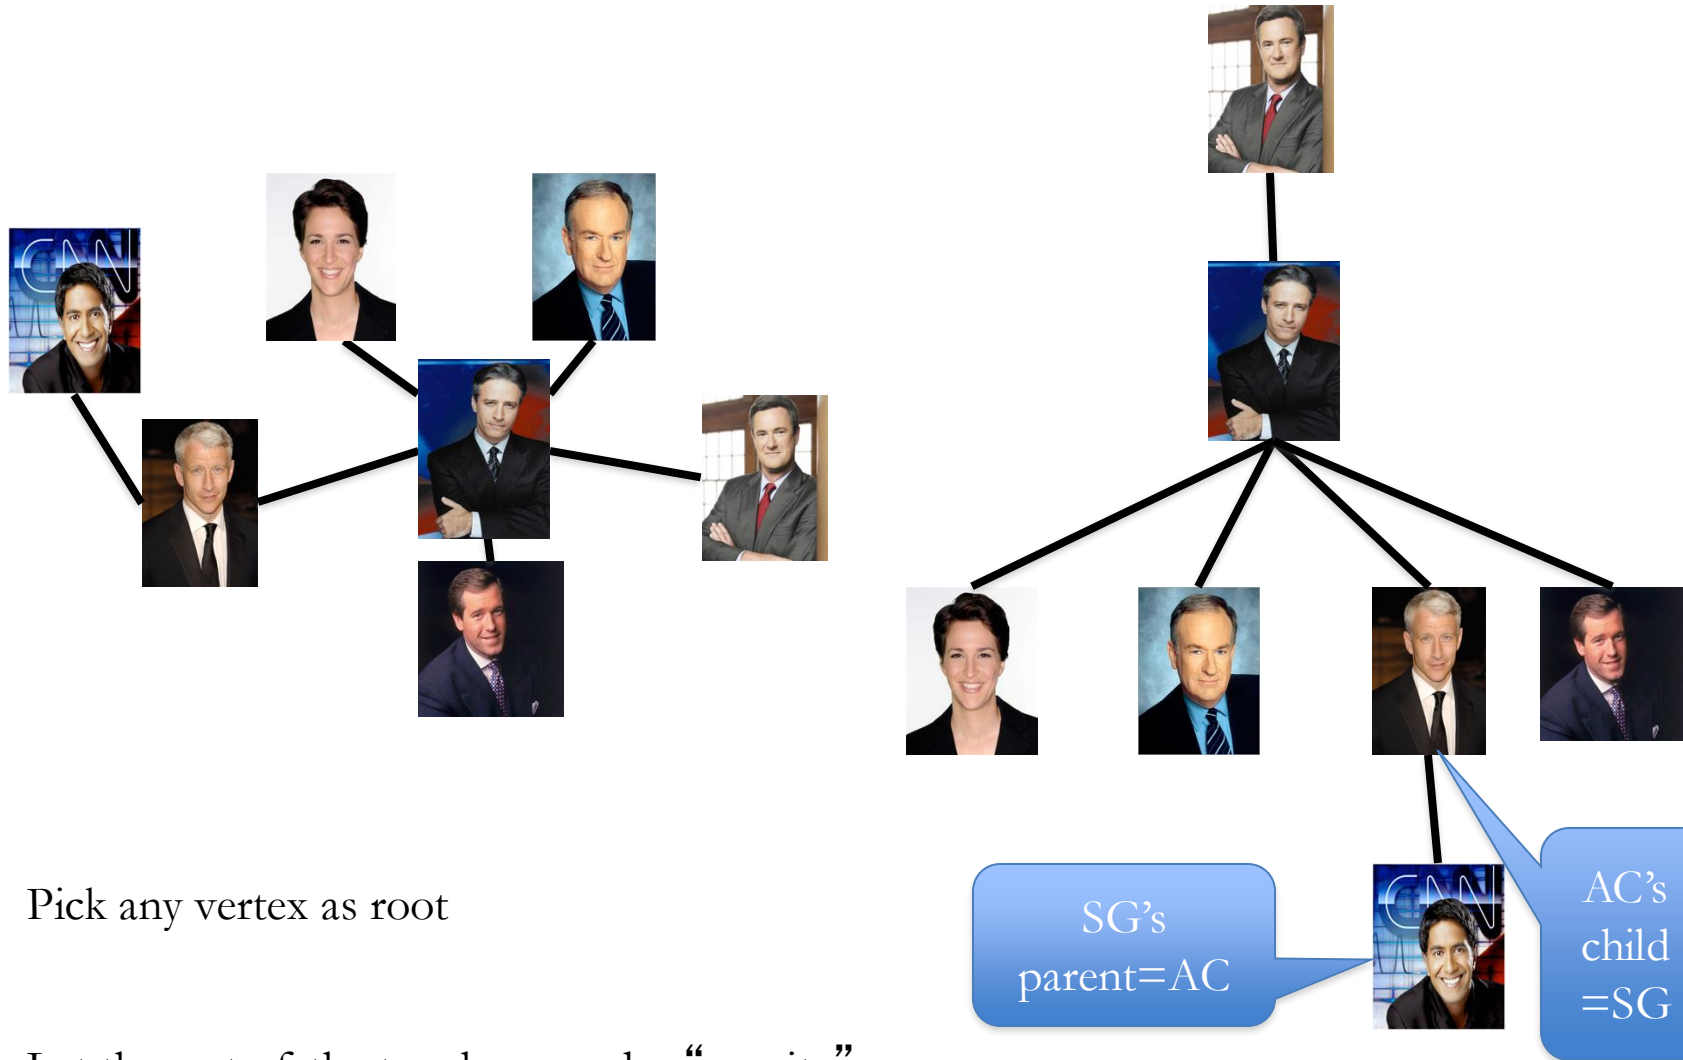 CNN
Pick any vertex as root
SG's
parent=AC
CNN
AC's
child
=SG